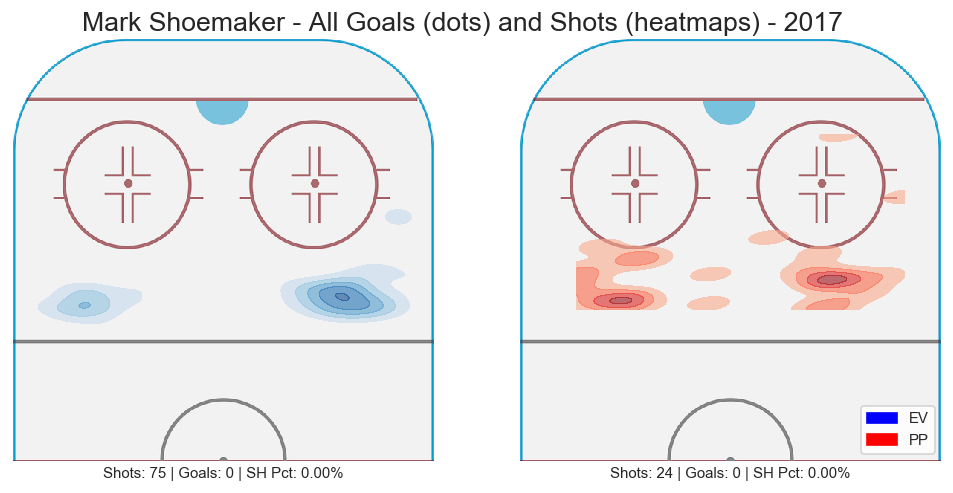 Mark Shoemaker - All Goals (dots) and Shots (heatmaps) - 2017
EV
PP
Shots: 75 | Goals: 0 | SH Pct: 0.00%
Shots: 24 | Goals: 0 | SH Pct: 0.00%